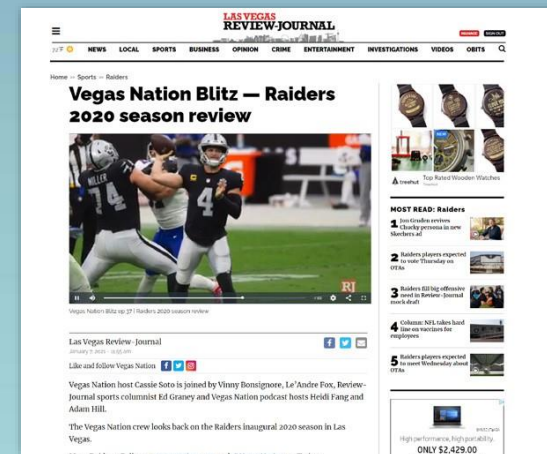 LAS VEGAS
REVIEW-JOURNAL
NEWS LOCAL SPORTS BUSINESS OPINION CRIME ENTERTAINMENT INVESTIGATIONS VIDEOS OBITS
Home — Sports — Raiders
Vegas Nation Blitz — Raiders
2020 season review
MILLER
74
4
RJ
Vegas Nation Blitz ep 37 | Raiders 2020 season review
Las Vegas Review-Journal
January 7, 2021 -
Like and follow Vegas Nation
Vegas Nation host Cassie Soto is joined by Vinny Bonsignore, Le'Andre Fox, Review-
Journal sports columnist Ed Graney and Vegas Nation podcast hosts Heidi Fang and
Adam Hill.
The Vegas Nation crew looks back on the Raiders inaugural 2020 season in Las
Vegas.
NEW
treehut
Top Rated Wooden Watches
MOST READ: Raiders
1 Jon Gruden revives
Chucky persona in new
Skechers ad
2 Raiders players expected
to vote Thursday on
OTAs
3 Raiders fill big offensive
need in Review-Journal
mock draft
4 Column: NFL takes hard
line on vaccines for
employees
5 Raiders players expected
to meet Wednesday about
OTAs
High performance, high portability.
ONLY $2,429.00